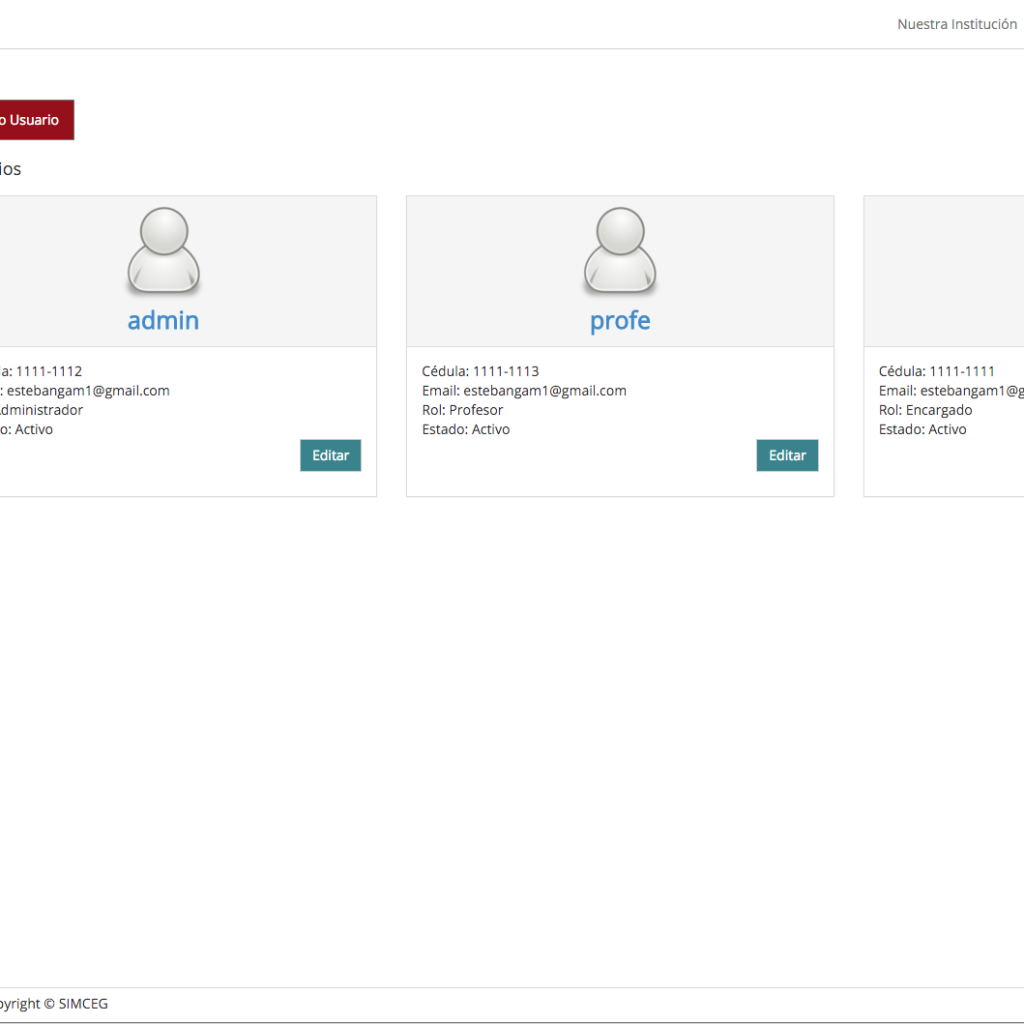 Nuestra Institución
o Usuario
ios
admin
a: 1111-1112
: estebangam1@gmail.com
dministrador
o: Activo
Editar
profe
Cédula: 1111-1113
Email: estebangam1@gmail.com
Rol: Profesor
Estado: Activo
Editar
Cédula: 1111-1111
Email: estebangam1@g
Rol: Encargado
Estado: Activo
pyright © SIMCEG